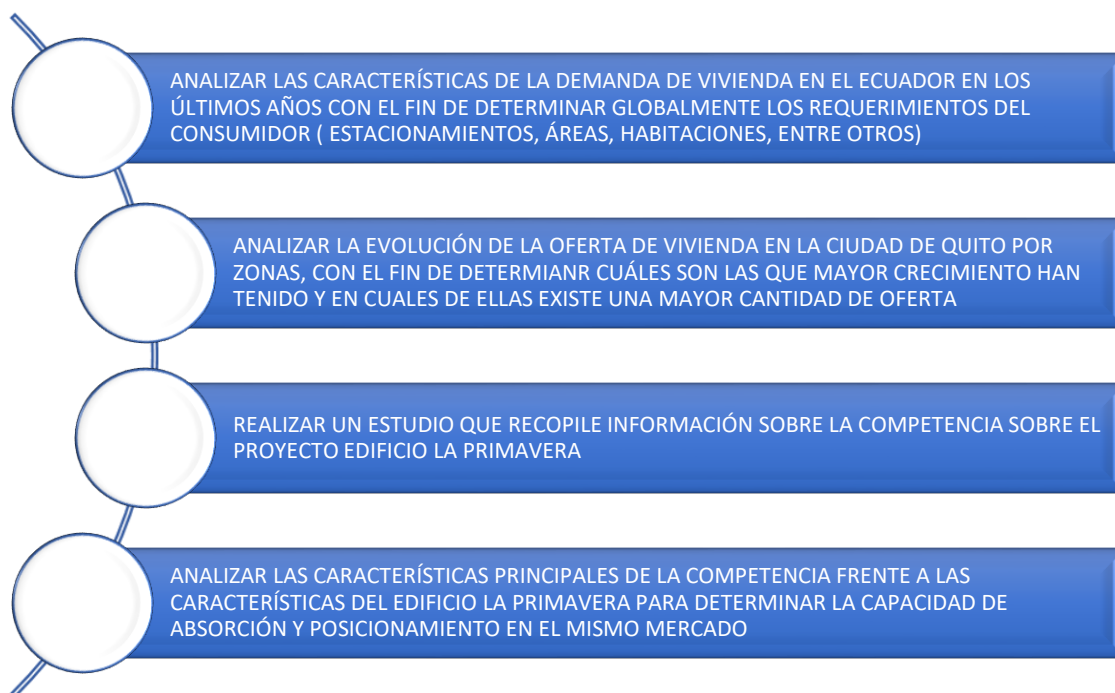 ANALIZAR LAS CARACTERÍSTICAS DE LA DEMANDA DE VIVIENDA EN EL ECUADOR EN LOS
ÚLTIMOS AÑOS CON EL FIN DE DETERMINAR GLOBALMENTE LOS REQUERIMIENTOS DEL
CONSUMIDOR ( ESTACIONAMIENTOS, ÁREAS, HABITACIONES, ENTRE OTROS)
ANALIZAR LA EVOLUCIÓN DE LA OFERTA DE VIVIENDA EN LA CIUDAD DE QUITO POR
ZONAS, CON EL FIN DE DETERMIANR CUÁLES SON LAS QUE MAYOR CRECIMIENTO HAN
TENIDO Y EN CUALES DE ELLAS EXISTE UNA MAYOR CANTIDAD DE OFERTA
REALIZAR UN ESTUDIO QUE RECOPILE INFORMACIÓN SOBRE LA COMPETENCIA SOBRE EL
PROYECTO EDIFICIO LA PRIMAVERA
ANALIZAR LAS CARACTERÍSTICAS PRINCIPALES DE LA COMPETENCIA FRENTE A LAS
CARACTERÍSTICAS DEL EDIFICIO LA PRIMAVERA PARA DETERMINAR LA CAPACIDAD DE
ABSORCIÓN Y POSICIONAMIENTO EN EL MISMO MERCADO